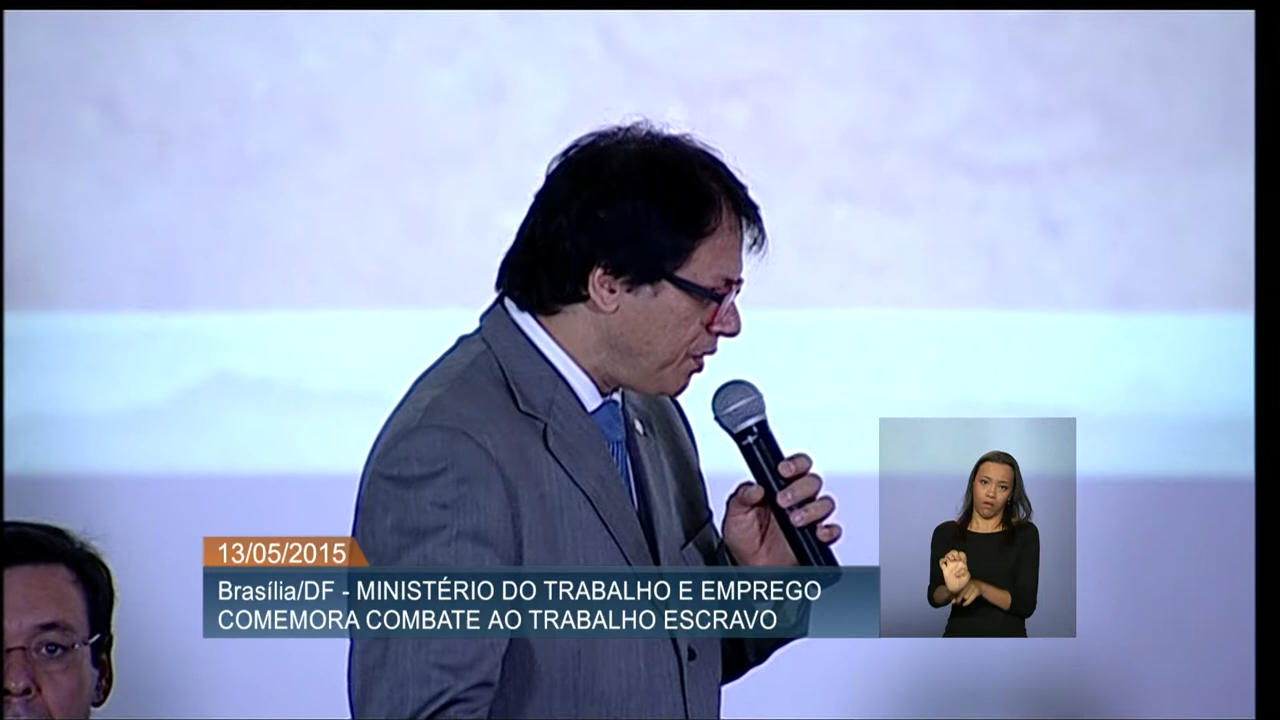 13/05/2015
Brasília/DF - MINISTÉRIO DO TRABALHO E EMPREGO
COMEMORA COMBATE AO TRABALHO ESCRAVO